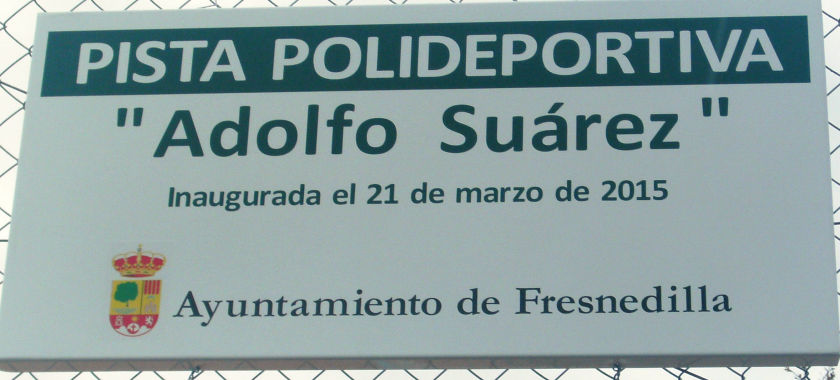 PISTA POLIDEPORTIVA
"Adolfo Suárez"
Inaugurada el 21 de marzo de 2015
Ayuntamiento de Fresnedilla